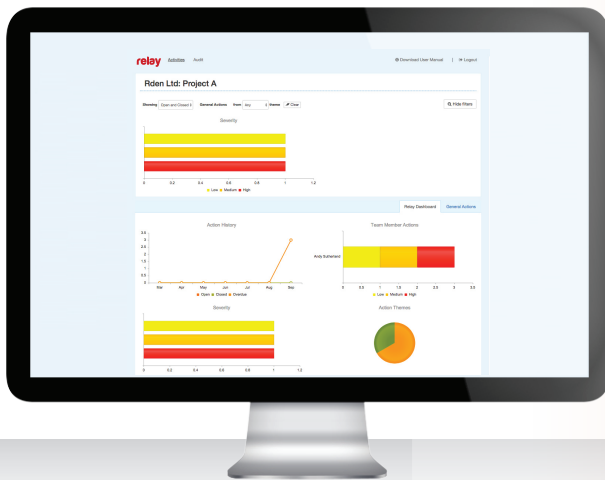 relay Activities Audit Download User Manual | Logout
Rden Ltd: Project A
Showing Open and Closed General Actions from Any theme Clear Hide filters
Severity
0 0.2 0.4 0.6 0.8 1 1.2
Low Medium High
Relay Dashboard General Actions
Action History
3.5
3
2.5
2
1.5
1
0.5
0
Mar Apr May Jun Jul Aug Sep
Open Closed Overdue
Team Member Actions
Andy Sutherland
0 0.5 1 1.5 2 2.5 3 3.5
Low Medium High
Severity
0 0.2 0.4 0.6 0.8 1 1.2
Action Themes